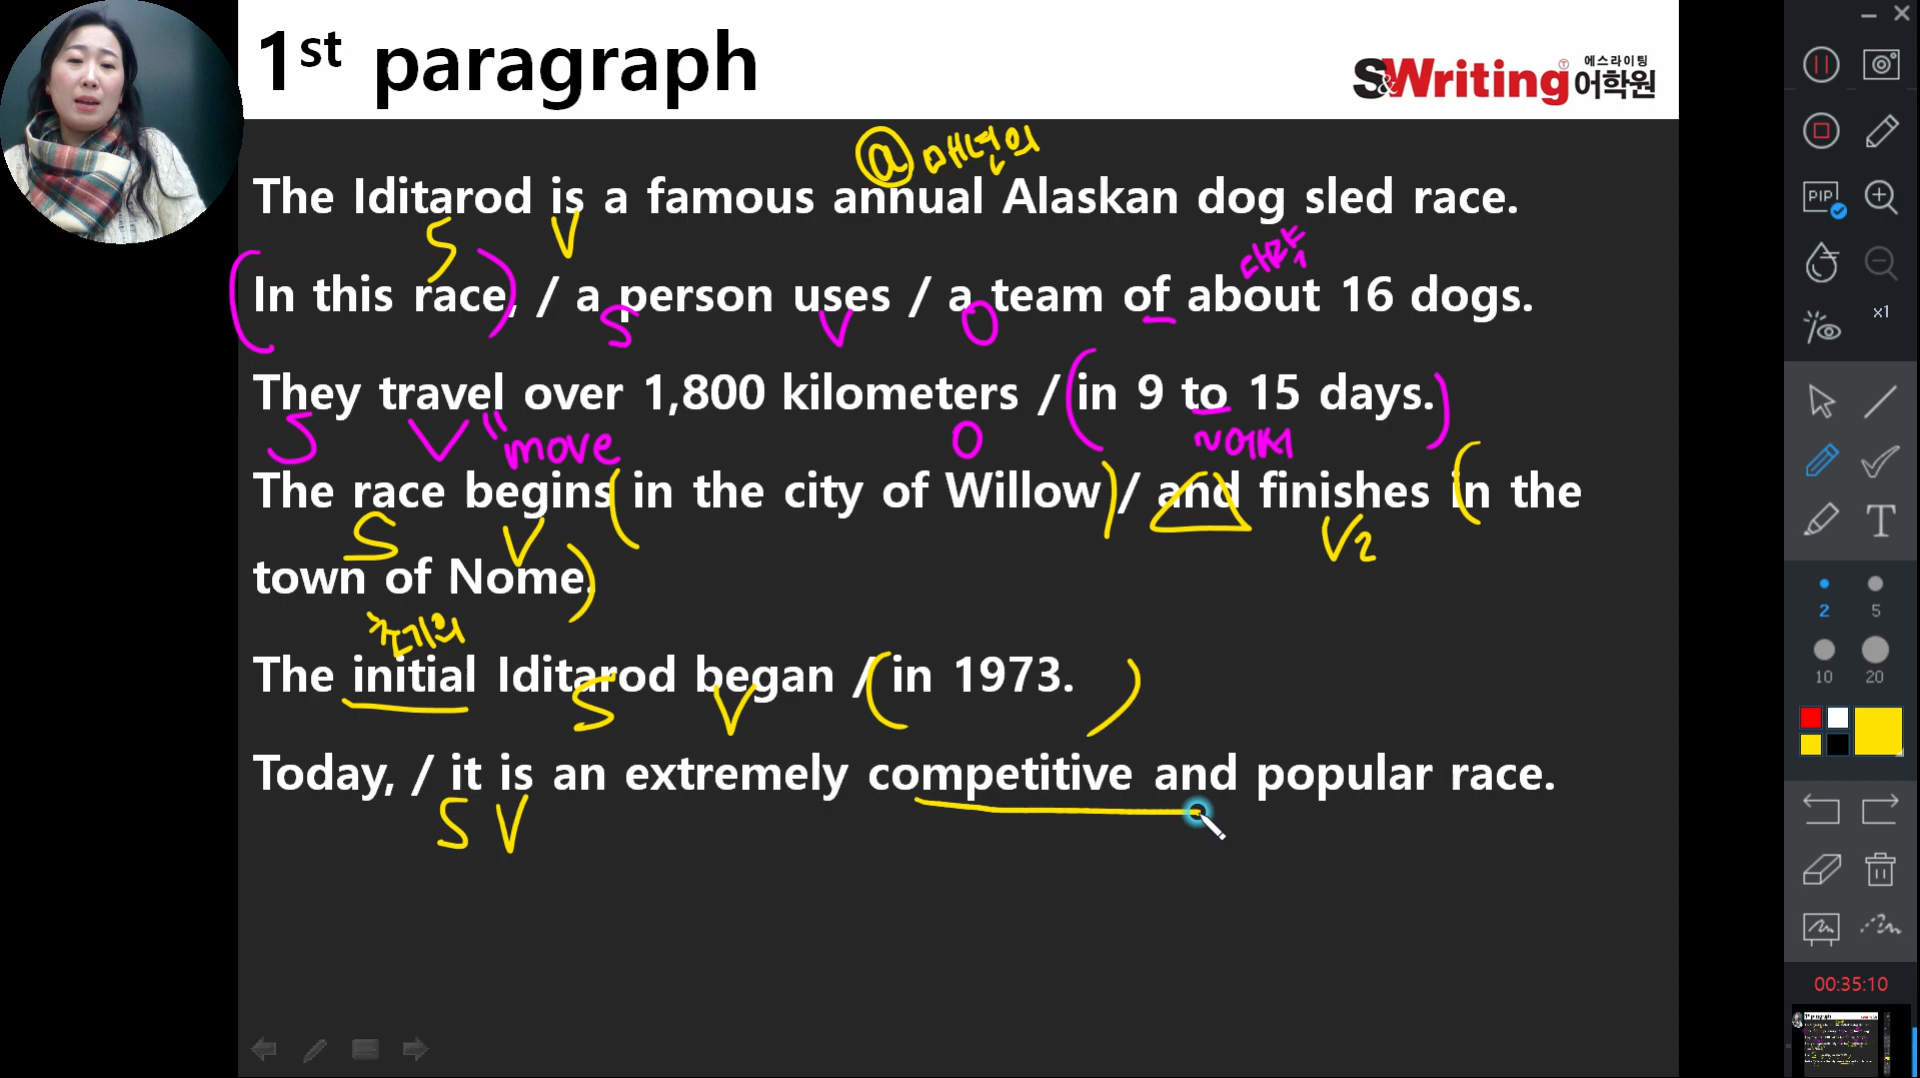 1st paragraph
S&Writing 어학원
에스라이팅
ⓐ 매년의
The Iditarod is a famous annual Alaskan dog sled race.
S V
대략
In this race, / a person uses / a team of about 16 dogs.
S V O
They travel over 1,800 kilometers / (in 9 to 15 days.)
S V "move O ~에서
The race begins (in the city of Willow) / and finishes (in the
S V V2
town of Nome.)
초기의
The initial Iditarod began / (in 1973. )
S V
Today, / it is an extremely competitive and popular race.
S V
PIP
x1
T
2 5
10 20
00:35:10